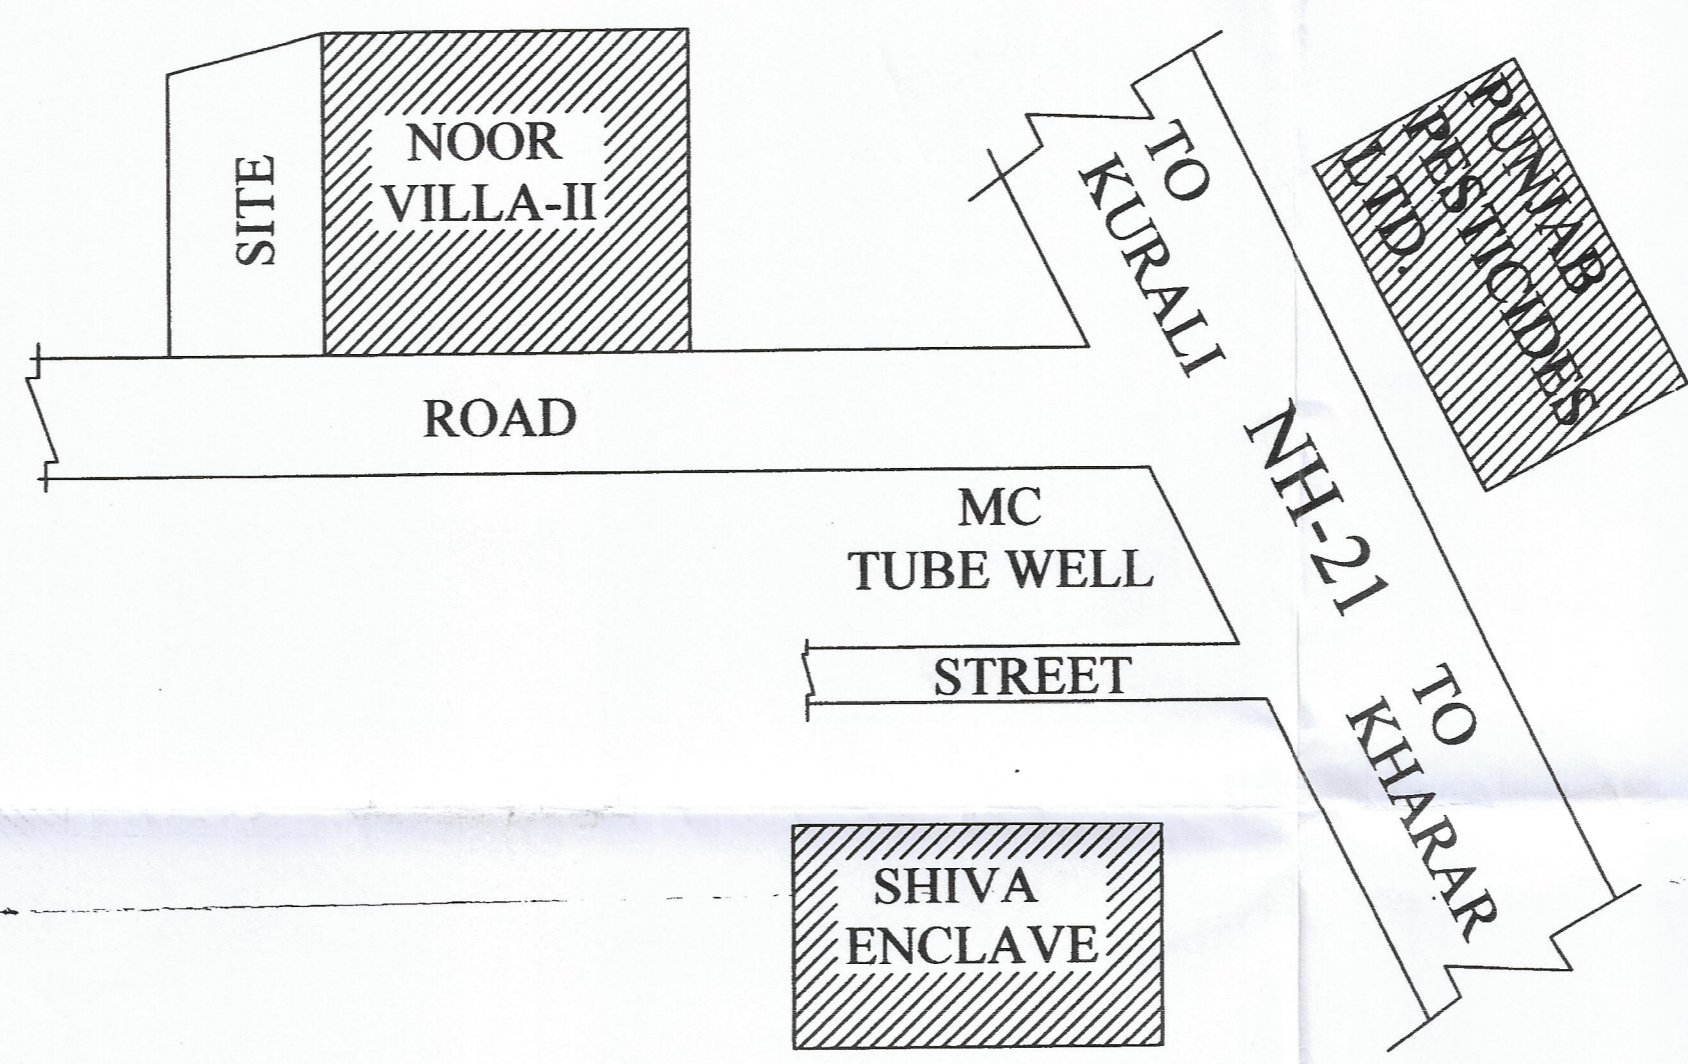 SITE
NOOR
VILLA-II
TO
KURALI
PUNJAB
PESTICIDES
LTD.
ROAD
NH-21
MC
TUBE WELL
STREET
TO
KHARAR
SHIVA
ENCLAVE